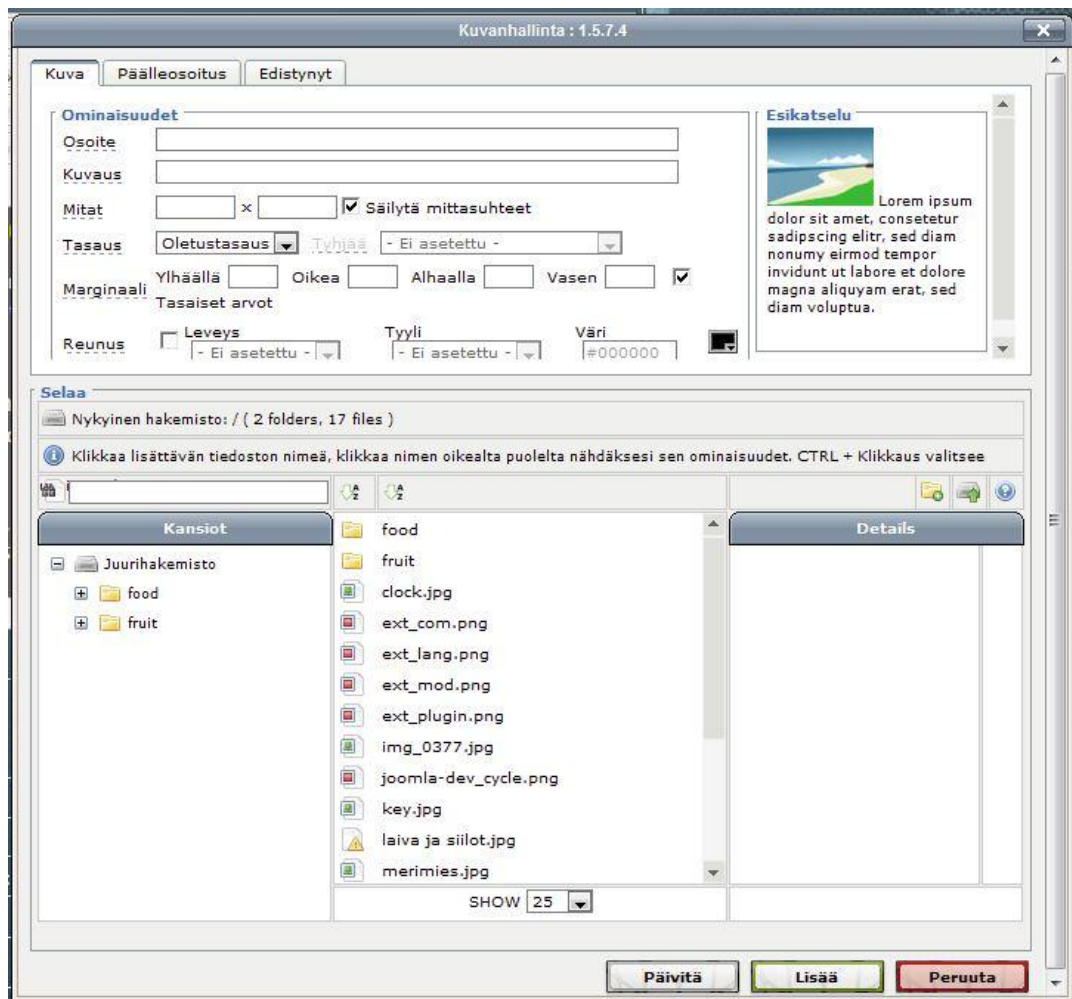 Kuvanhallinta : 1.5.7.4
Kuva Päälleosoitus Edistynyt
Ominaisuudet
Osoite
Kuvaus
Mitat × Säilytä mittasuhteet
Tasaus Oletustasaus Tyhjää - Ei asetettu -
Marginaali Ylhäällä Oikea Alhaalla Vasen
Tasaiset arvot
Reunus Leveys Tyyli Väri
- Ei asetettu - - Ei asetettu - #000000
Esikatselu
Lorem ipsum
dolor sit amet, consetetur
sadipscing elitr, sed diam
nonumy eirmod tempor
invidunt ut labore et dolore
magna aliquyam erat, sed
diam voluptua.
Selaa
Nykyinen hakemisto: / ( 2 folders, 17 files )
Klikkaa lisättävän tiedoston nimeä, klikkaa nimen oikealta puolelta nähdäksesi sen ominaisuudet. CTRL + Klikkaus valitsee
Kansiot
Juurihakemisto
food
fruit
food
fruit
clock.jpg
ext_com.png
ext_lang.png
ext_mod.png
ext_plugin.png
img_0377.jpg
joomla-dev_cycle.png
key.jpg
laiva ja siilot.jpg
merimies.jpg
SHOW 25
Details
Päivitä Lisää Peruuta